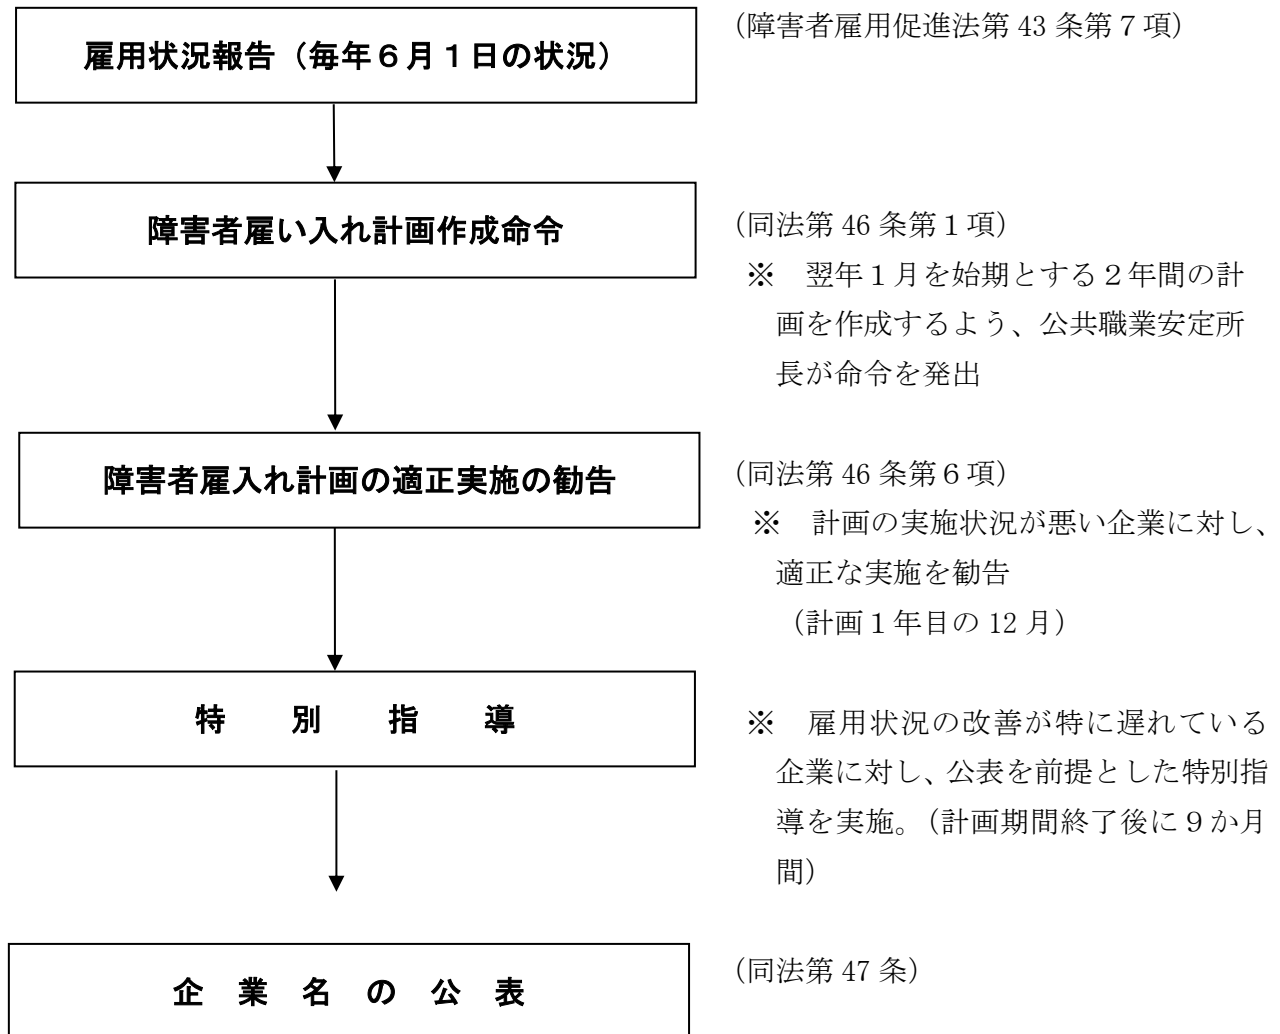 雇用状況報告（毎年６月１日の状況）
（障害者雇用促進法第 43 条第７項）
障害者雇い入れ計画作成命令
（同法第 46 条第１項）
※　翌年１月を始期とする２年間の計
画を作成するよう、公共職業安定所
長が命令を発出
障害者雇入れ計画の適正実施の勧告
（同法第 46 条第６項）
※　計画の実施状況が悪い企業に対し、
適正な実施を勧告
（計画１年目の 12 月）
特　別　指　導
※　雇用状況の改善が特に遅れている
企業に対し、公表を前提とした特別指
導を実施。（計画期間終了後に９か月
間）
企　業　名　の　公　表
（同法第 47 条）